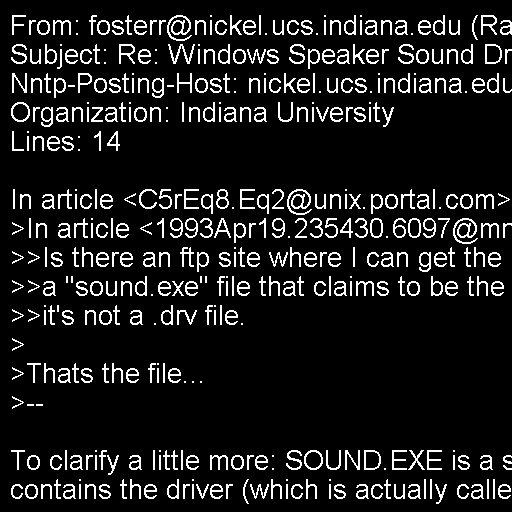 From: fosterr@nickel.ucs.indiana.edu (Ra
Subject: Re: Windows Speaker Sound Dr
Nntp-Posting-Host: nickel.ucs.indiana.edu
Organization: Indiana University
Lines: 14

In article <C5rEq8.Eq2@unix.portal.com>
>In article <1993Apr19.235430.6097@mn
>>Is there an ftp site where I can get the
>>a "sound.exe" file that claims to be the
>>it's not a .drv file.
>
>Thats the file...
>--

To clarify a little more: SOUND.EXE is a s
contains the driver (which is actually calle